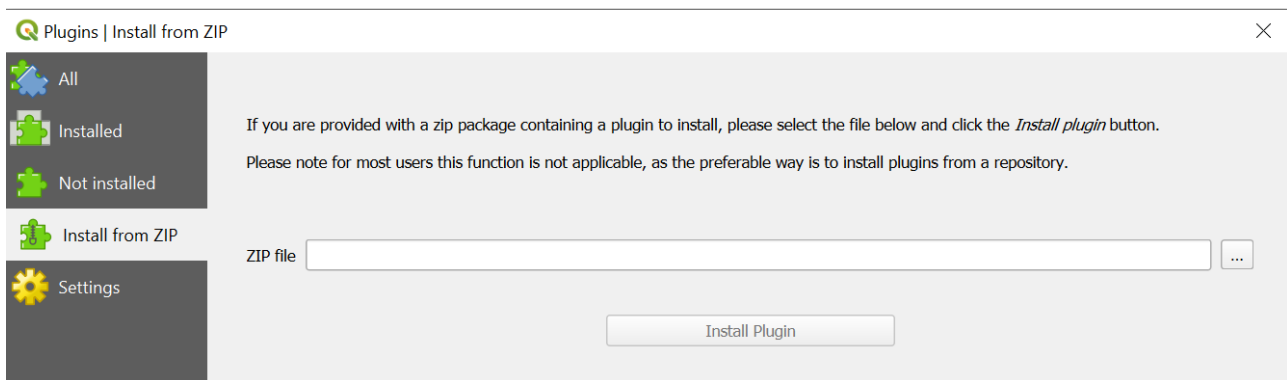 Plugins | Install from ZIP
All
Installed
Not installed
Install from ZIP
Settings
If you are provided with a zip package containing a plugin to install, please select the file below and click the Install plugin button.
Please note for most users this function is not applicable, as the preferable way is to install plugins from a repository.
ZIP file
...
Install Plugin